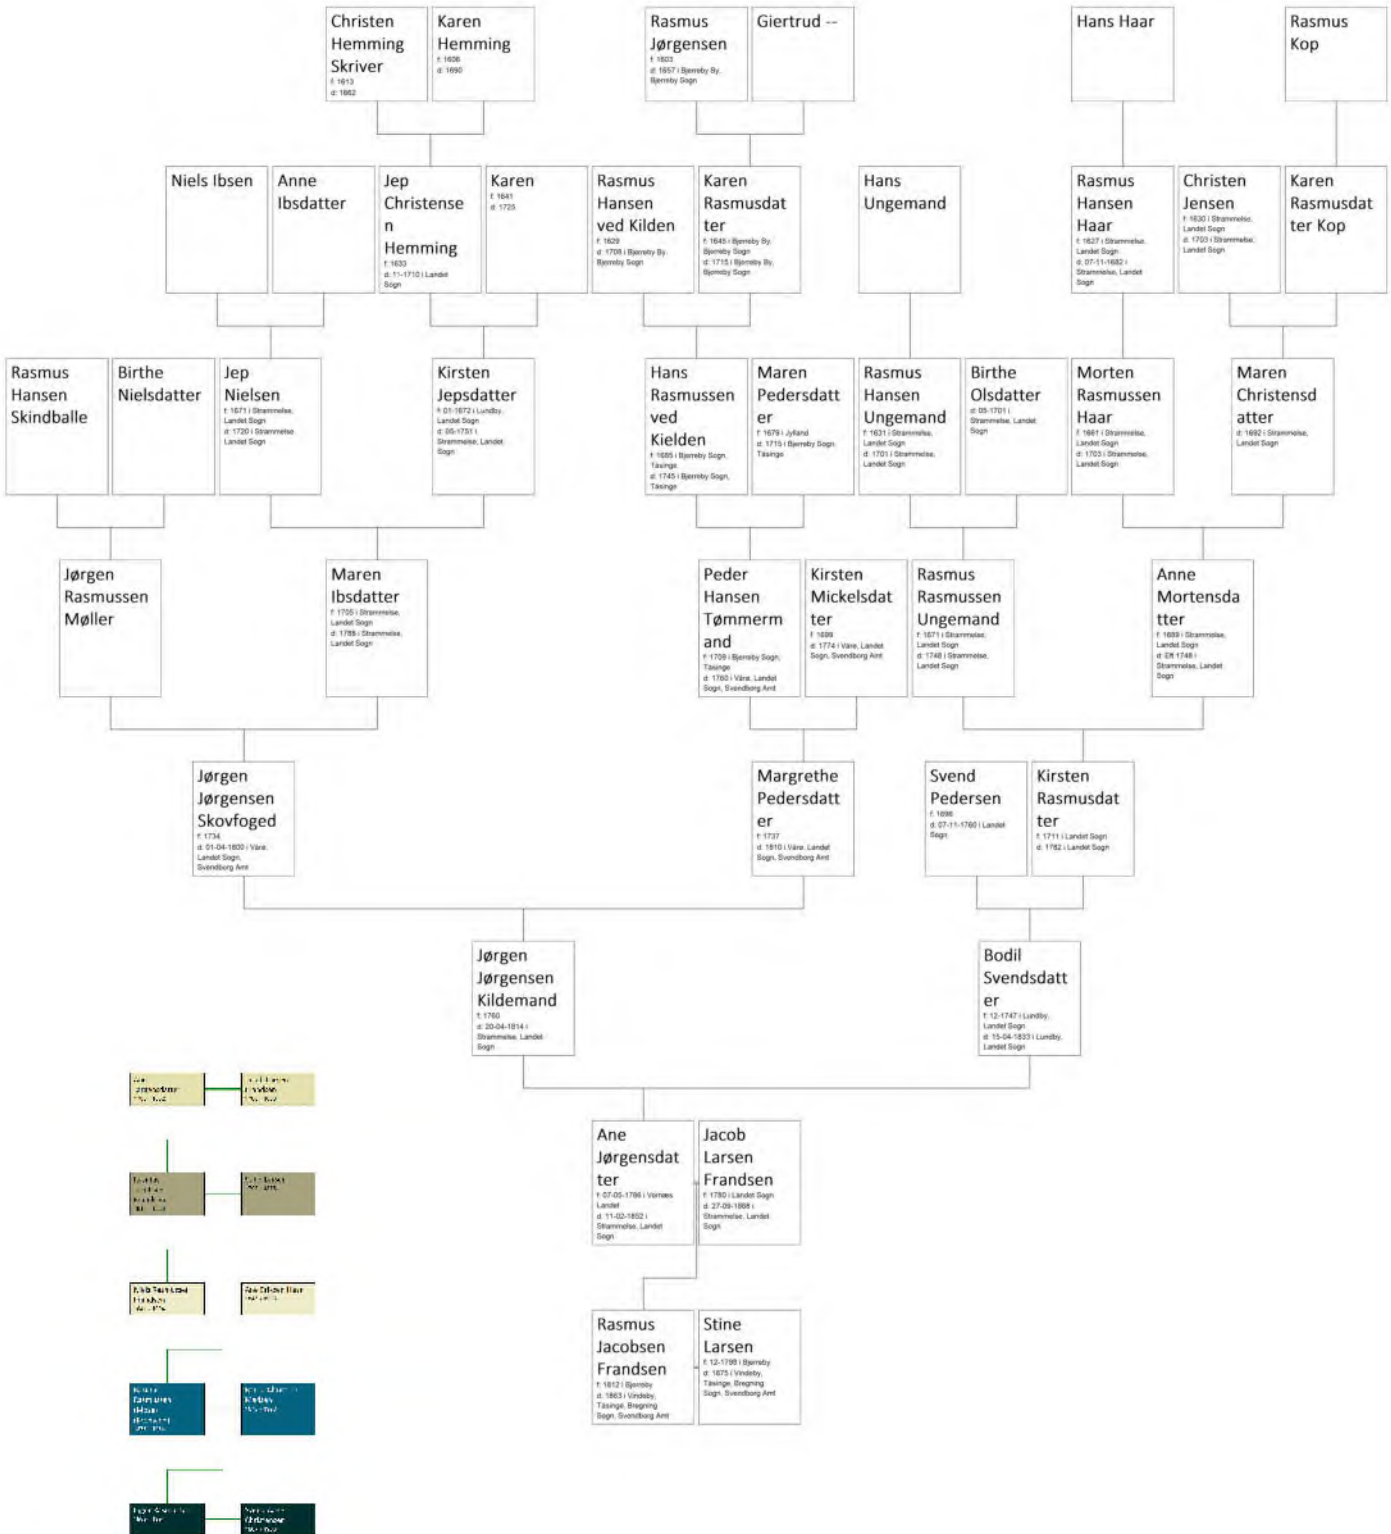 Christen
Hemming
Skriver
f: 1613
d: 1662
Karen
Hemming
f: 1606
d: 1690
Rasmus
Jørgensen
f: 1603
d: 1657 i Bjerreby By,
Bjerreby Sogn
Giertrud --
Hans Haar
Rasmus
Kop
Niels Ibsen
Anne
Ibsdatter
Jep
Christense
n
Hemming
f: 1633
d: 11-1710 i Landet
Sogn
Karen
f: 1641
d: 1725
Rasmus
Hansen
ved Kilden
f: 1629
d: 1708 i Bjerreby By,
Bjerreby Sogn
Karen
Rasmusdat
ter
f: 1645 i Bjerreby By,
Bjerreby Sogn
d: 1715 i Bjerreby By,
Bjerreby Sogn
Hans
Ungemand
Rasmus
Hansen
Haar
f: 1627 i Strammelse,
Landet Sogn
d: 07-11-1682 i
Strammelse, Landet
Sogn
Christen
Jensen
f: 1630 i Strammelse,
Landet Sogn
d: 1703 i Strammelse,
Landet Sogn
Karen
Rasmusdat
ter Kop
Rasmus
Hansen
Skindballe
Birthe
Nielsdatter
Jep
Nielsen
f: 1671 i Strammelse,
Landet Sogn
d: 1720 i Strammelse,
Landet Sogn
Kirsten
Jepsdatter
f: 01-1672 i Lundby,
Landet Sogn
d: 05-1751 i
Strammelse, Landet
Sogn
Hans
Rasmussen
ved
Kielden
f: 1685 i Bjerreby Sogn,
Tåsinge
d: 1745 i Bjerreby Sogn,
Tåsinge
Maren
Pedersdatt
er
f: 1679 i Jylland
d: 1715 i Bjerreby Sogn,
Tåsinge
Rasmus
Hansen
Ungemand
f: 1631 i Strammelse,
Landet Sogn
d: 1701 i Strammelse,
Landet Sogn
Birthe
Olsdatter
d: 05-1701 i
Strammelse, Landet
Sogn
Morten
Rasmussen
Haar
f: 1661 i Strammelse,
Landet Sogn
d: 1703 i Strammelse,
Landet Sogn
Maren
Christensd
atter
d: 1692 i Strammelse,
Landet Sogn
Jørgen
Rasmussen
Møller
Maren
Ibsdatter
f: 1705 i Strammelse,
Landet Sogn
d: 1788 i Strammelse,
Landet Sogn
Peder
Hansen
Tømmerm
and
f: 1709 i Bjerreby Sogn,
Tåsinge
d: 1760 i Vårø, Landet
Sogn, Svendborg Amt
Kirsten
Mickelsdat
ter
f: 1699
d: 1774 i Vårø, Landet
Sogn, Svendborg Amt
Rasmus
Rasmussen
Ungemand
f: 1671 i Strammelse,
Landet Sogn
d: 1748 i Strammelse,
Landet Sogn
Anne
Mortensda
tter
f: 1689 i Strammelse,
Landet Sogn
d: Eft 1748 i
Strammelse, Landet
Sogn
Jørgen
Jørgensen
Skovfoged
f: 1734
d: 01-04-1800 i Vårø,
Landet Sogn,
Svendborg Amt
Margrethe
Pedersdatt
er
f: 1737
d: 1810 i Vårø, Landet
Sogn, Svendborg Amt
Svend
Pedersen
f: 1698
d: 07-11-1760 i Landet
Sogn
Kirsten
Rasmusdat
ter
f: 1711 i Landet Sogn
d: 1782 i Landet Sogn
Jørgen
Jørgensen
Kildemand
f: 1760
d: 20-04-1814 i
Strammelse, Landet
Sogn
Bodil
Svendsdatt
er
f: 12-1747 i Lundby,
Landet Sogn
d: 15-04-1833 i Lundby,
Landet Sogn
Ane
Jørgensdat
ter
f: 07-05-1786 i Vornæs
Landet
d: 11-02-1852 i
Strammelse, Landet
Sogn
Jacob
Larsen
Frandsen
f: 1780 i Landet Sogn
d: 27-09-1868 i
Strammelse, Landet
Sogn
Rasmus
Jacobsen
Frandsen
f: 1812 i Bjerreby
d: 1863 i Vindeby,
Tåsinge, Bregning
Sogn, Svendborg Amt
Stine
Larsen
f: 12-1798 i Bjerreby
d: 1875 i Vindeby,
Tåsinge, Bregning
Sogn, Svendborg Amt